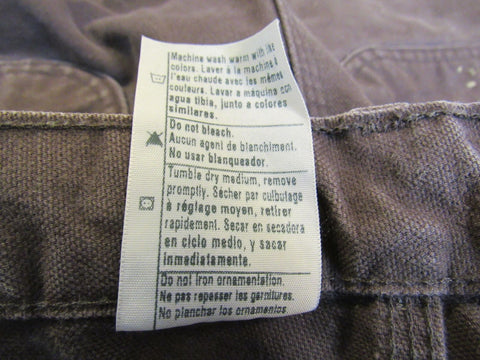 Machine wash warm with like
colors. Laver à la machine à
l'eau chaude avec les mêmes
couleurs. Lavar a máquina con
agua tibia, junto a colores
similares.
Do not bleach.
Aucun agent de blanchiment.
No usar blanqueador.
Tumble dry medium, remove
promptly. Sécher par culbutage
à réglage moyen, retirer
rapidement. Secar en secadora
en ciclo medio, y sacar
inmediatamente.
Do not iron ornamentation.
Ne pas repasser les garnitures.
No planchar los ornamentos